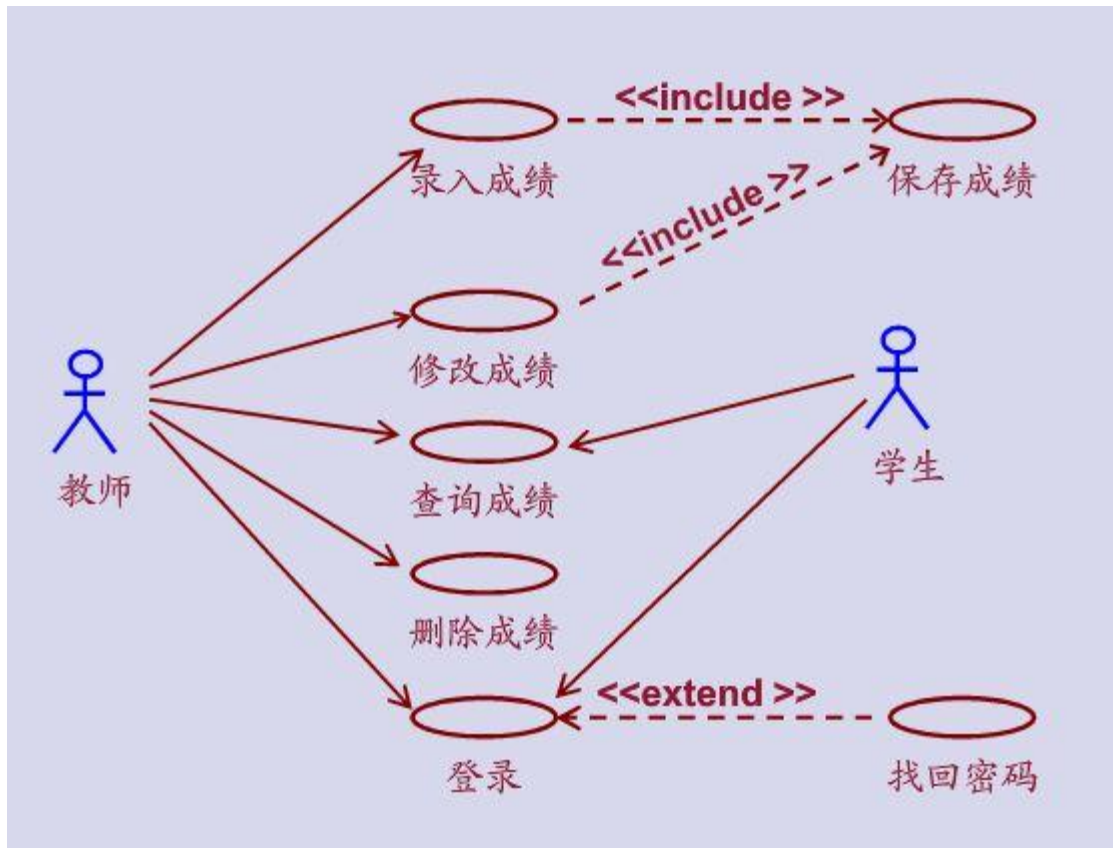 <<include >>
录入成绩
保存成绩
<<include >>
修改成绩
教师
学生
查询成绩
删除成绩
<<extend >>
登录
找回密码